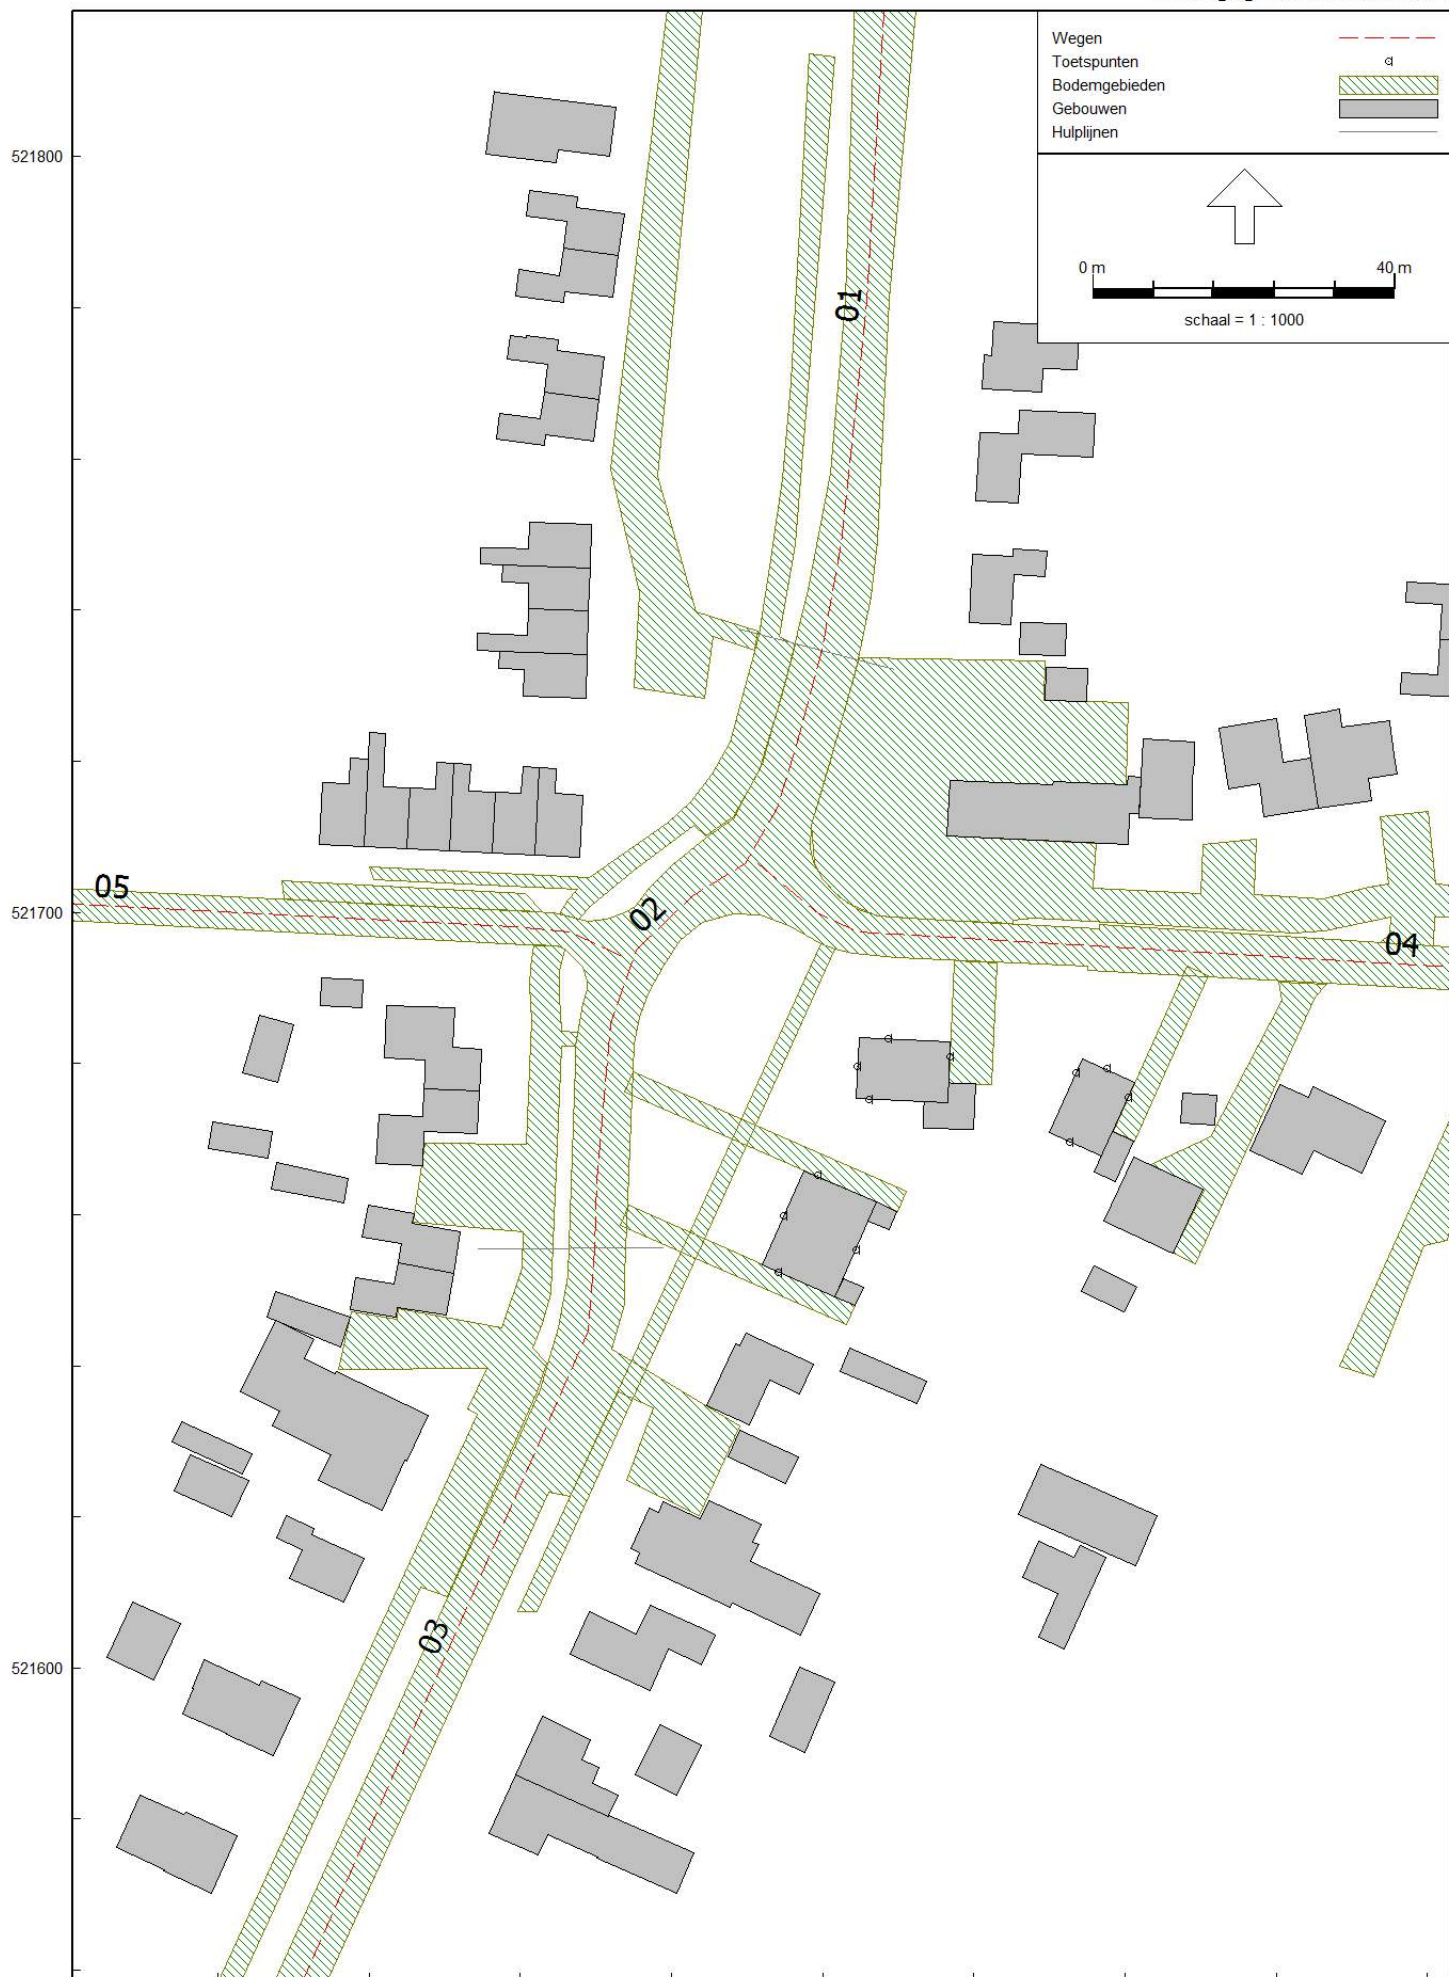 Wegen
Toetspunten
Bodemgebieden
Gebouwen
Hulplijnen
0 m 40 m
schaal = 1 : 1000
521800
01
05
521700
02
04
521600
03